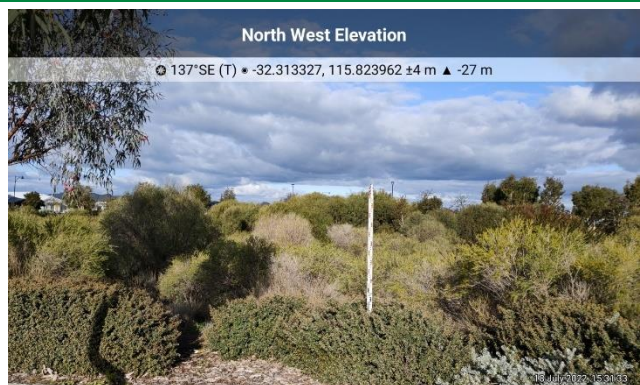 North West Elevation
137°SE (T) ● -32.313327, 115.823962 ±4 m ▲ -27 m
13 July 2022, 15:31:33